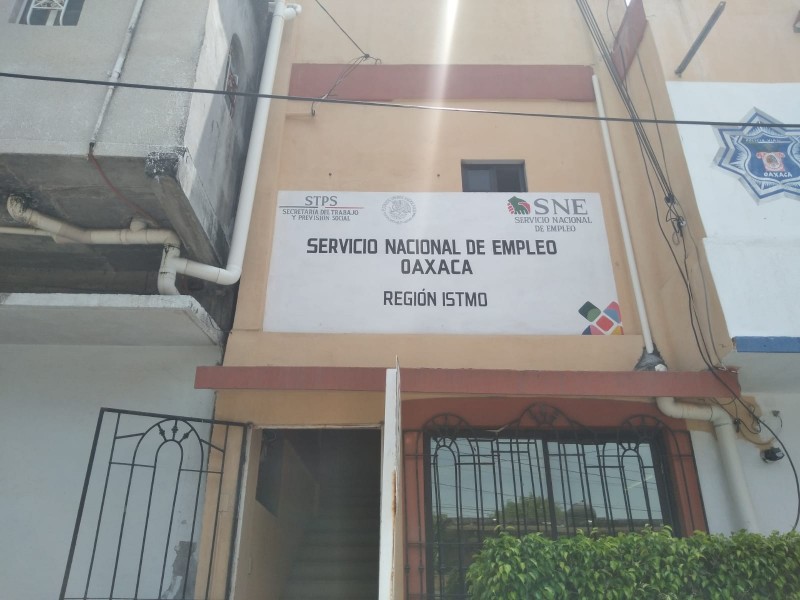 STPS
SECRETARÍA DEL TRABAJO
Y PREVISIÓN SOCIAL
SNE
SERVICIO NACIONAL
DE EMPLEO
SERVICIO NACIONAL DE EMPLEO
OAXACA
REGIÓN ISTMO
OAXACA